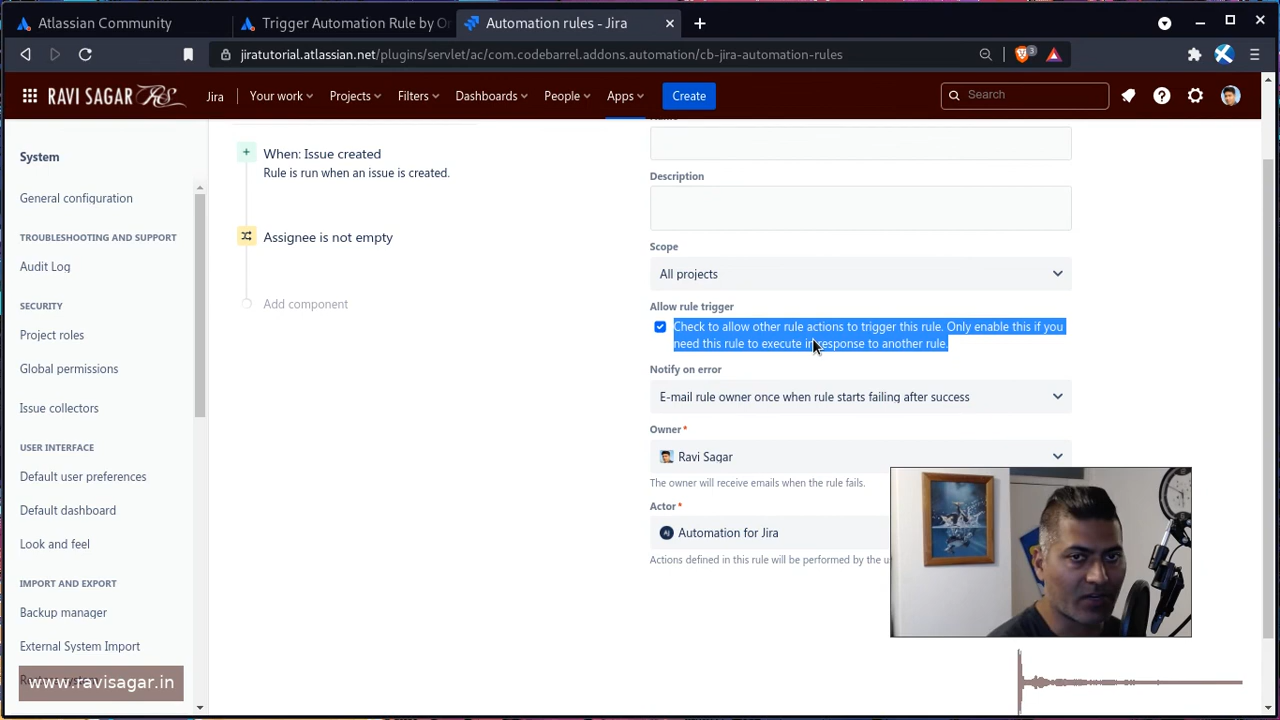 Atlassian Community
Trigger Automation Rule by Or
Automation rules - Jira
jiratutorial.atlassian.net/plugins/servlet/ac/com.codebarrel.addons.automation/cb-jira-automation-rules
3
RAVI SAGAR RS
Jira
Your work
Projects
Filters
Dashboards
People
Apps
Create
Search
System
General configuration
TROUBLESHOOTING AND SUPPORT
Audit Log
SECURITY
Project roles
Global permissions
Issue collectors
USER INTERFACE
Default user preferences
Default dashboard
Look and feel
IMPORT AND EXPORT
Backup manager
External System Import
www.ravisagar.in
When: Issue created
Rule is run when an issue is created.
Assignee is not empty
Add component
Description
Scope
All projects
Allow rule trigger
Check to allow other rule actions to trigger this rule. Only enable this if you
need this rule to execute in response to another rule.
Notify on error
E-mail rule owner once when rule starts failing after success
Owner*
Ravi Sagar
The owner will receive emails when the rule fails.
Actor*
Automation for Jira
Actions defined in this rule will be performed by the u